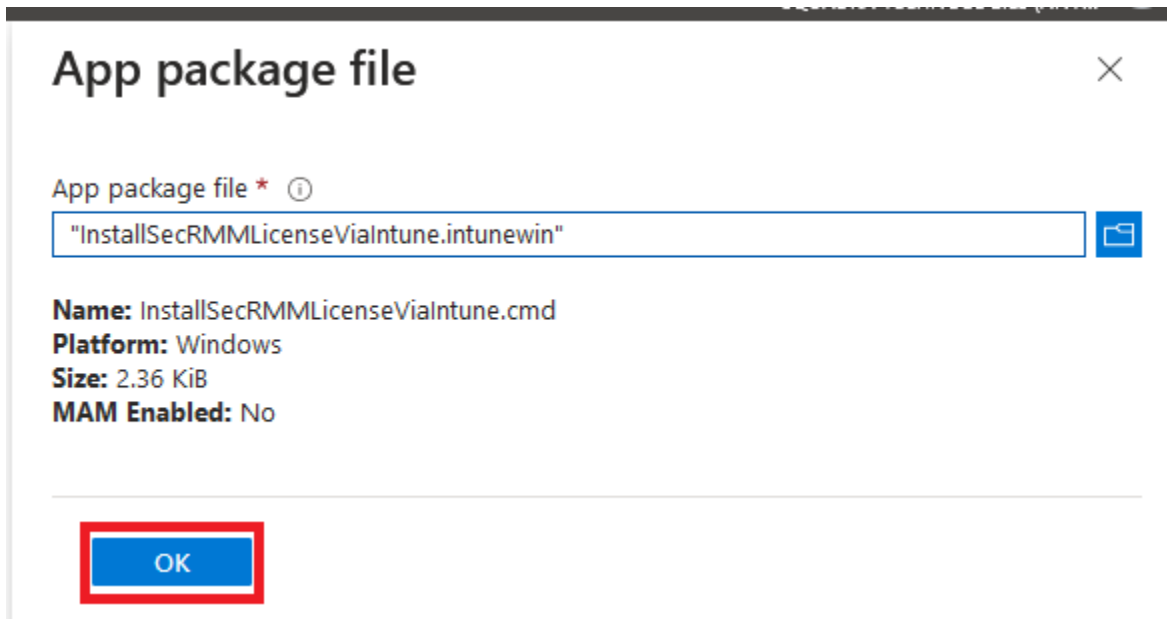 App package file
App package file *
"InstallSecRMMLicenseViaIntune.intunewin"
Name: InstallSecRMMLicenseViaIntune.cmd
Platform: Windows
Size: 2.36 KiB
MAM Enabled: No
OK